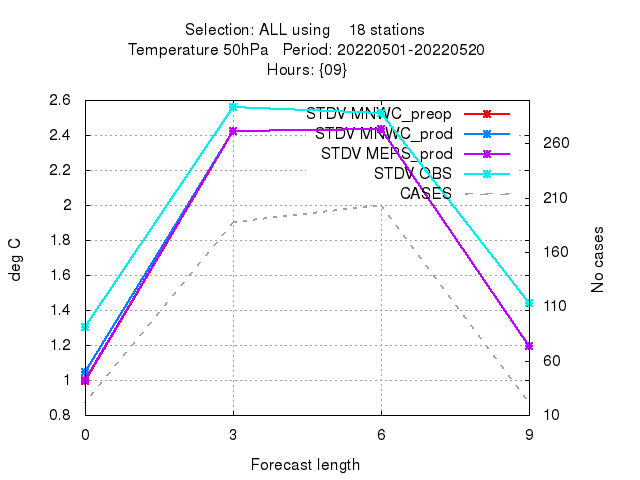 Selection: ALL using 18 stations
Temperature 50hPa Period: 20220501-20220520
Hours: {09}
STDV MNWC_preop
STDV MNWC_prod
STDV MEPS_prod
STDV OBS
CASES
2.6
2.4
2.2
2
1.8
1.6
1.4
1.2
1
0.8
deg C
260
210
160
110
60
10
No cases
0 3 6 9
Forecast length